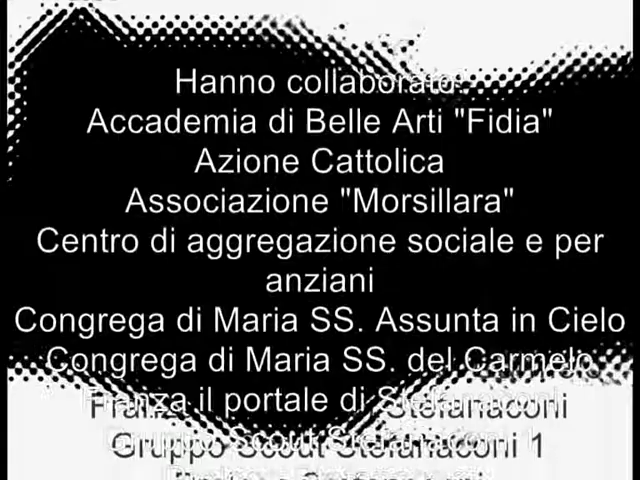 Hanno collaborato:
Accademia di Belle Arti "Fidia"
Azione Cattolica
Associazione "Morsillara"
Centro di aggregazione sociale e per
anziani
Congrega di Maria SS. Assunta in Cielo
Congrega di Maria SS. del Carmelo
Franza il portale di Stefanaconi
Gruppo Scout Stefanaconi 1